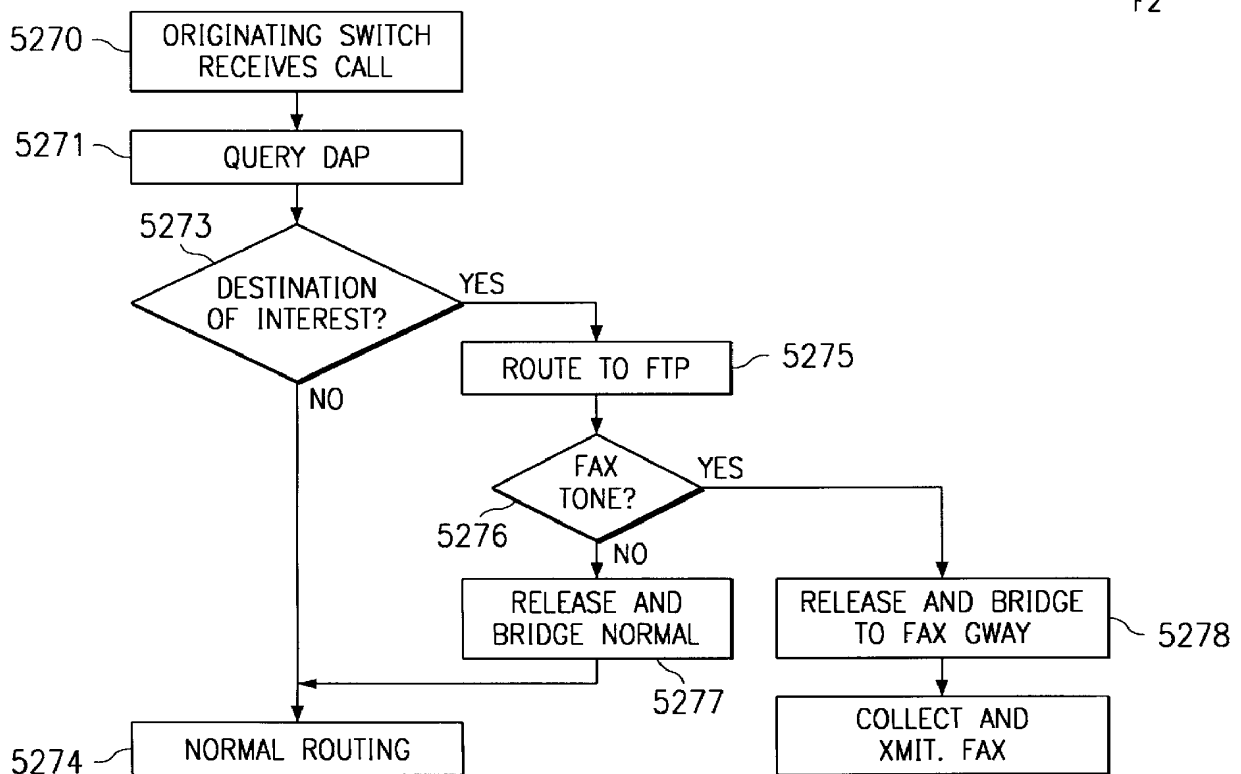 F2
5270
ORIGINATING SWITCH
RECEIVES CALL
5271
QUERY DAP
5273
DESTINATION
OF INTEREST?
YES
NO
ROUTE TO FTP
5275
FAX
TONE?
YES
5276
NO
RELEASE AND
BRIDGE NORMAL
5277
RELEASE AND BRIDGE
TO FAX GWAY
5278
5274
NORMAL ROUTING
COLLECT AND
XMIT. FAX